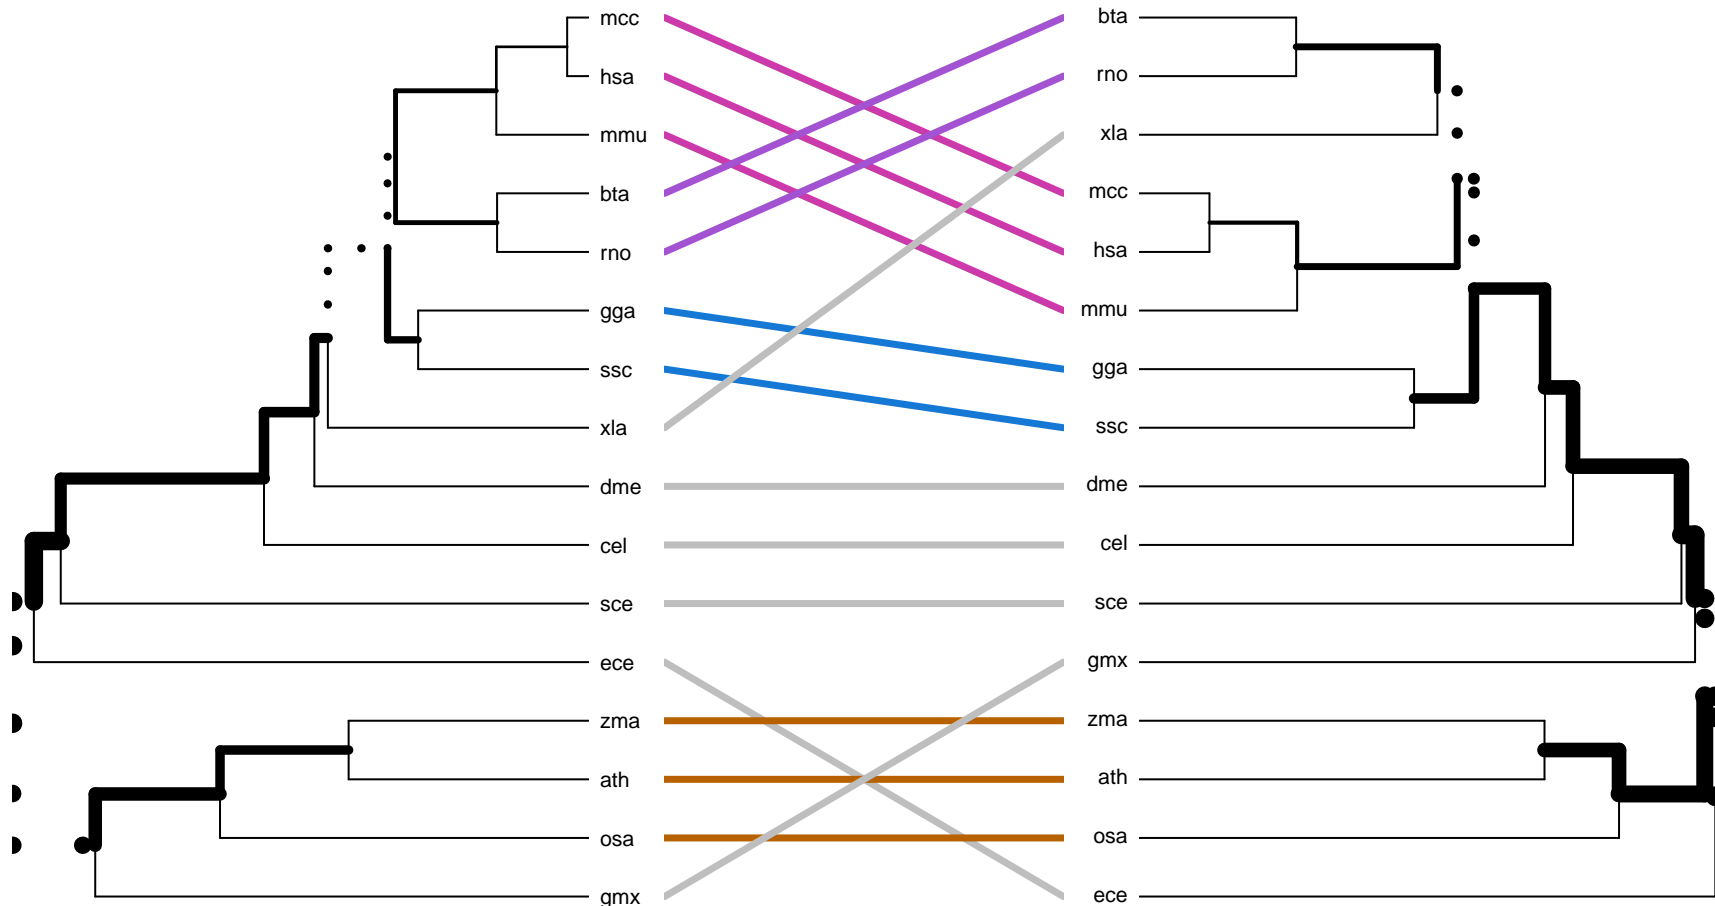 mcc bta
hsa rno
mmu xla
bta mcc
rno hsa
gga mmu
ssc gga
xla ssc
dme dme
cel cel
sce sce
ece gmx
zma zma
ath ath
osa osa
gmx ece